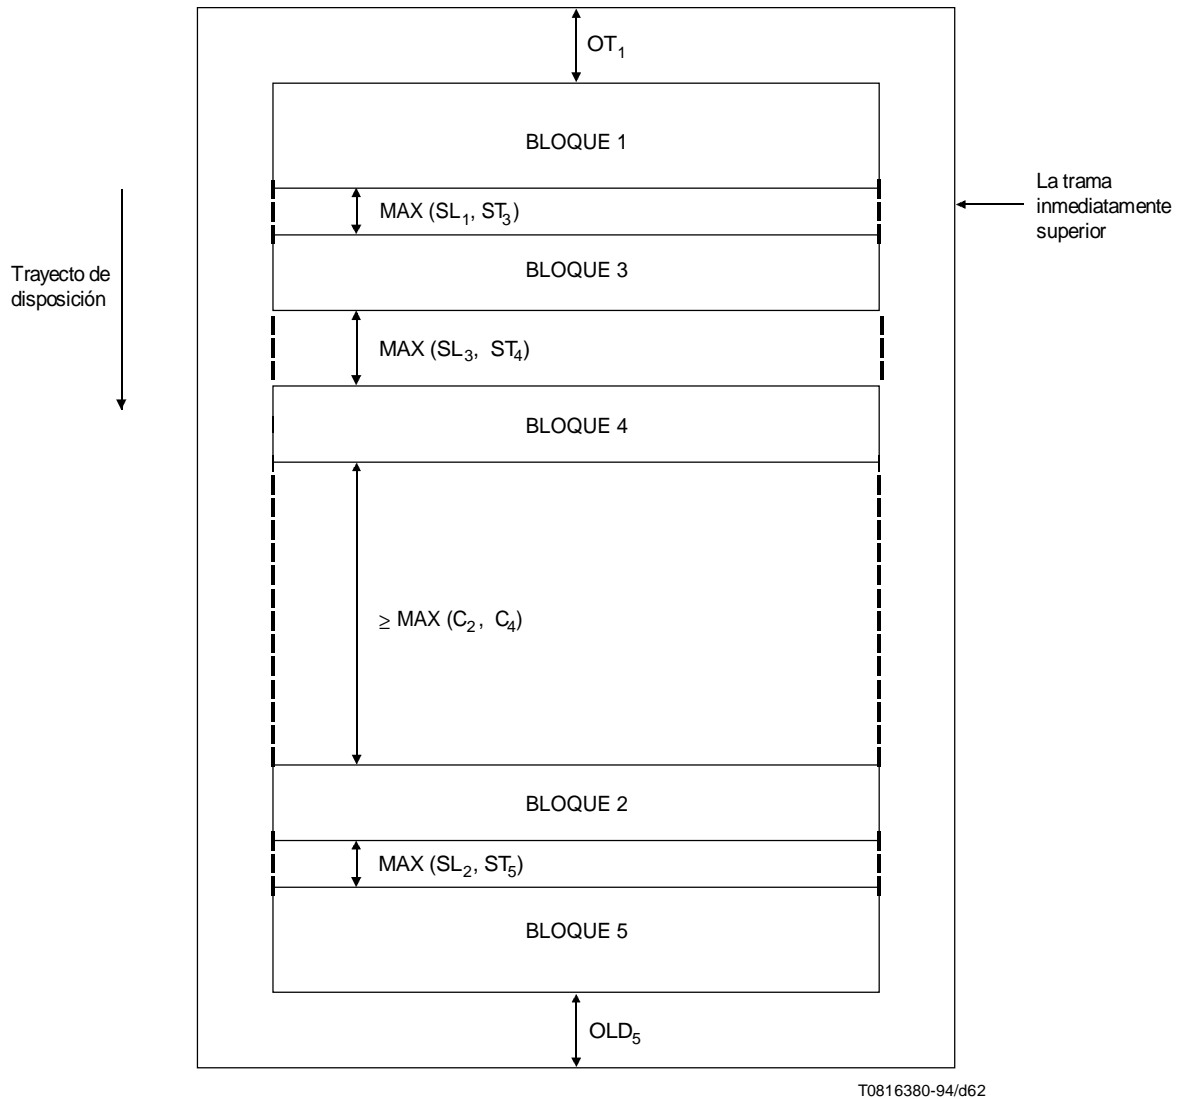 OT1
BLOQUE 1
MAX (SL1, ST3)
La trama
inmediatamente
superior
BLOQUE 3
Trayecto de
disposición
MAX (SL3, ST4)
BLOQUE 4
≥ MAX (C2, C4)
BLOQUE 2
MAX (SL2, ST5)
BLOQUE 5
OLD5
T0816380-94/d62